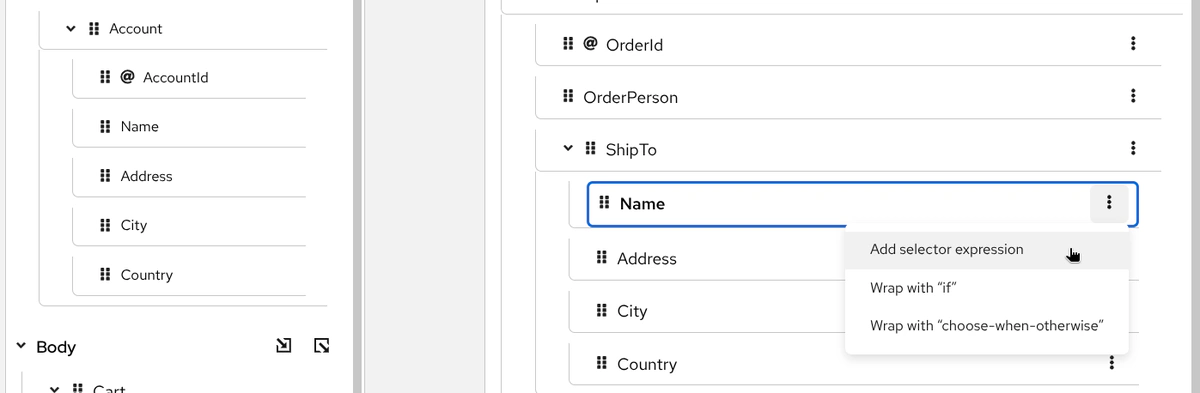 Account
@ AccountId
Name
Address
City
Country
Body
Cart
@ OrderId
OrderPerson
ShipTo
Name
Add selector expression
Address
Wrap with “if”
City
Wrap with “choose-when-otherwise”
Country